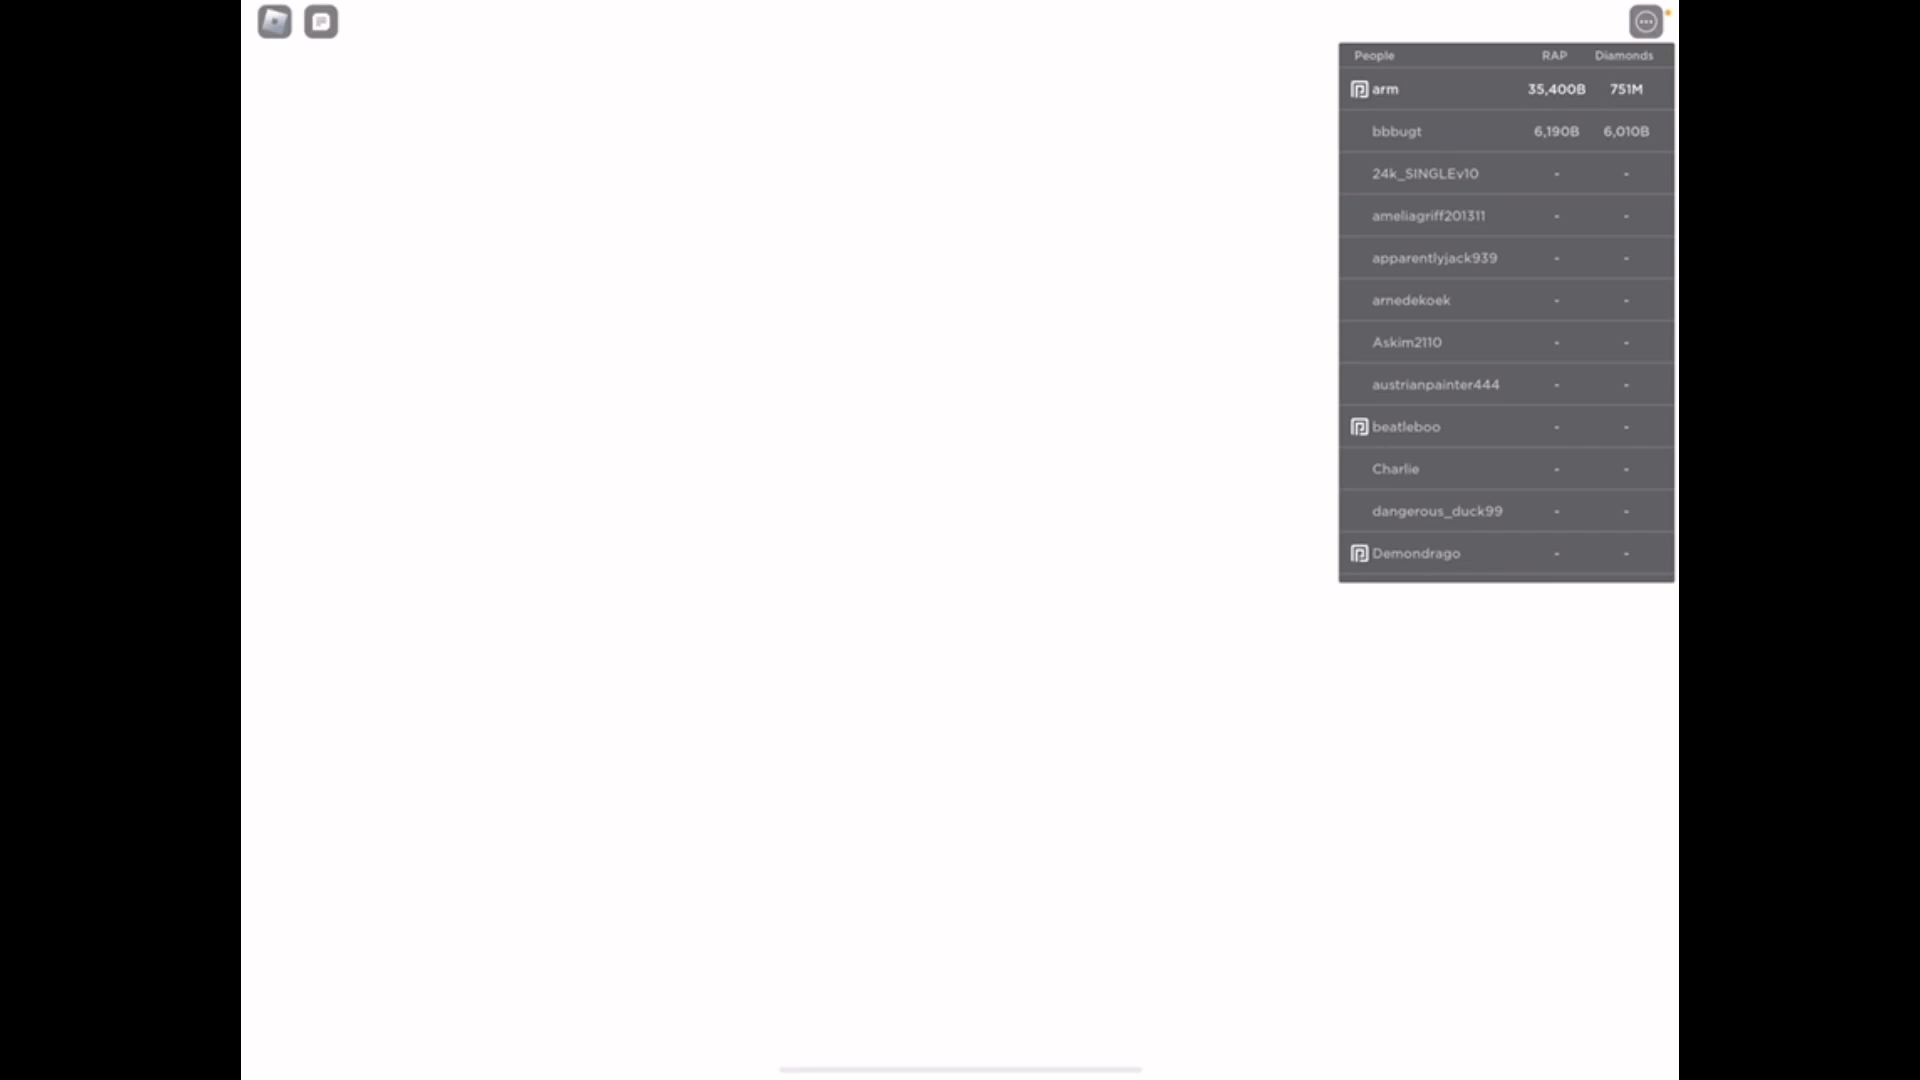 People RAP Diamonds
arm 35,400B 751M
bbbugt 6,190B 6,010B
24k_SINGLEv10 - -
ameliagriff201311 - -
apparentlyjack939 - -
arnedekoek - -
Askim2110 - -
austrianpainter444 - -
beatleboo - -
Charlie - -
dangerous_duck99 - -
Demondrago - -